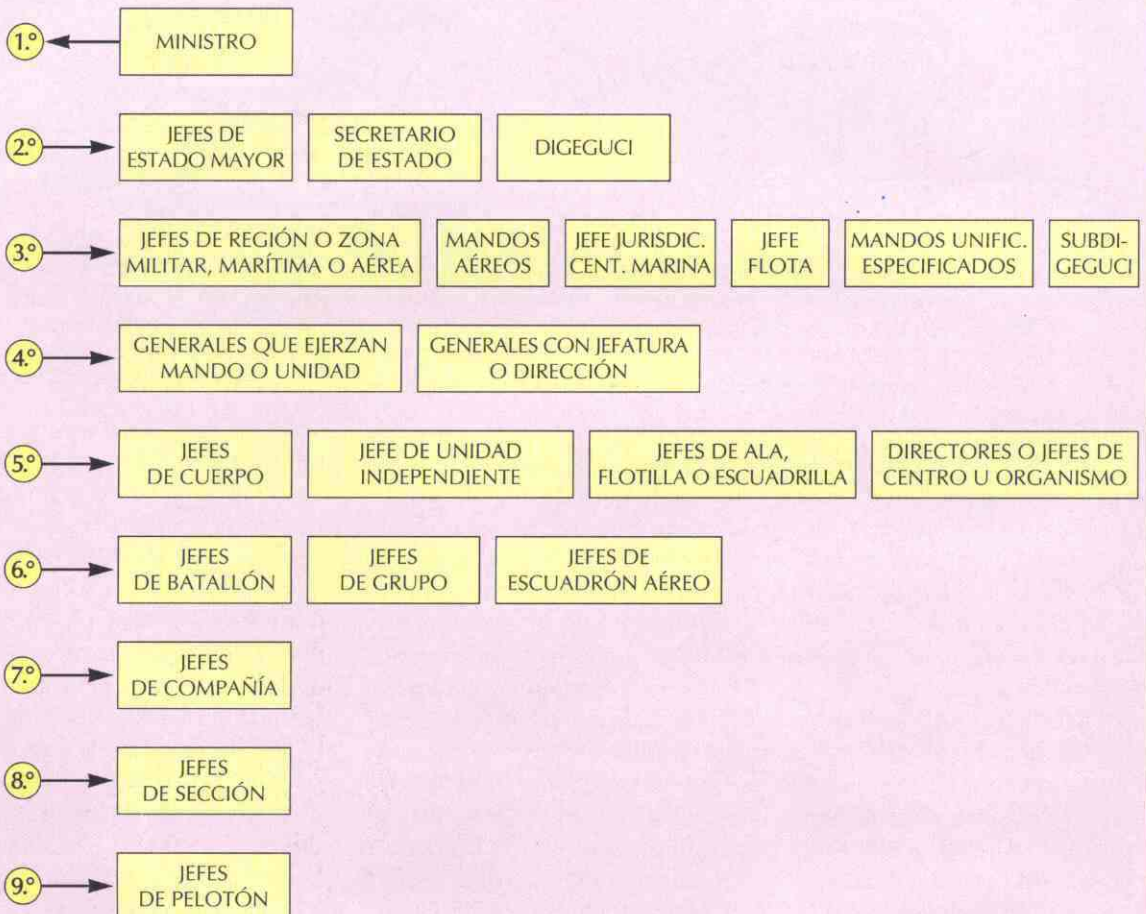 1.º
MINISTRO
2.º
JEFES DE
ESTADO MAYOR
SECRETARIO
DE ESTADO
DIGEGUCI
3.º
JEFES DE REGIÓN O ZONA
MILITAR, MARÍTIMA O AÉREA
MANDOS
AÉREOS
JEFE JURISDIC.
CENT. MARINA
JEFE
FLOTA
MANDOS UNIFIC.
ESPECIFICADOS
SUBDI-
GEGUCI
4.º
GENERALES QUE EJERZAN
MANDO O UNIDAD
GENERALES CON JEFATURA
O DIRECCIÓN
5.º
JEFES
DE CUERPO
JEFE DE UNIDAD
INDEPENDIENTE
JEFES DE ALA,
FLOTILLA O ESCUADRILLA
DIRECTORES O JEFES DE
CENTRO U ORGANISMO
6.º
JEFES
DE BATALLÓN
JEFES
DE GRUPO
JEFES DE
ESCUADRÓN AÉREO
7.º
JEFES
DE COMPAÑÍA
8.º
JEFES
DE SECCIÓN
9.º
JEFES
DE PELOTÓN